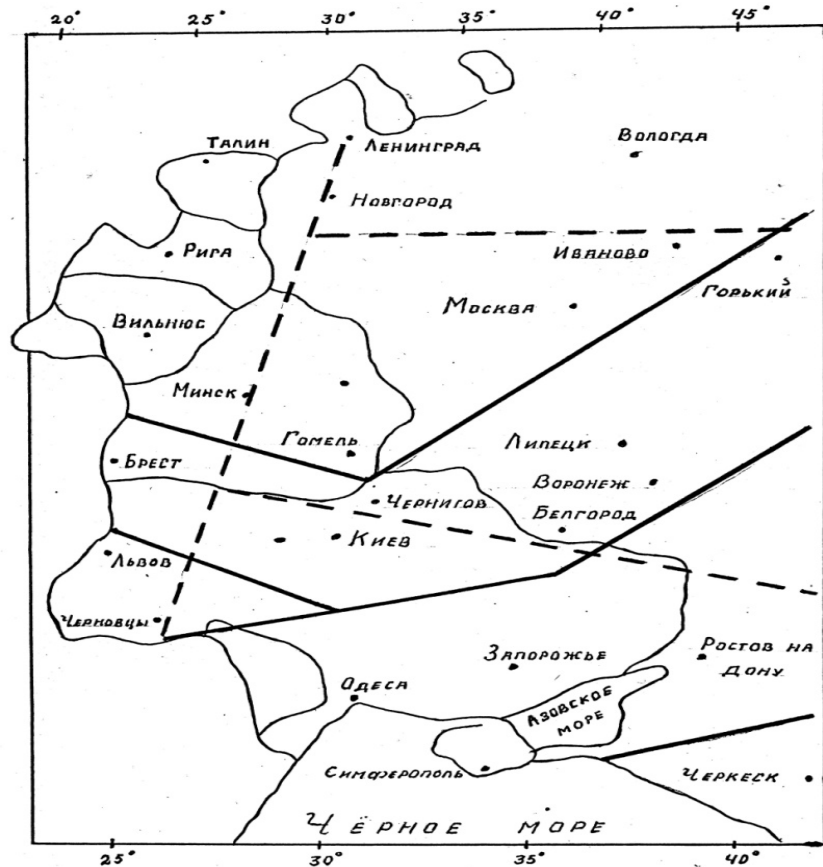 20° 25° 30° 35° 40° 45°
Талин
Ленинград
Вологда
Новгород
Рига
Иваново
Горький
Москва
Вильнюс
Минск
Гомель
Липецк
Брест
Воронеж
Чернигов
Белгород
Киев
Львов
Черновцы
Запорожье
Ростов на
Дону
Одеса
Азовское
море
Симферополь
Черкеск
Чёрное море
25° 30° 35° 40°